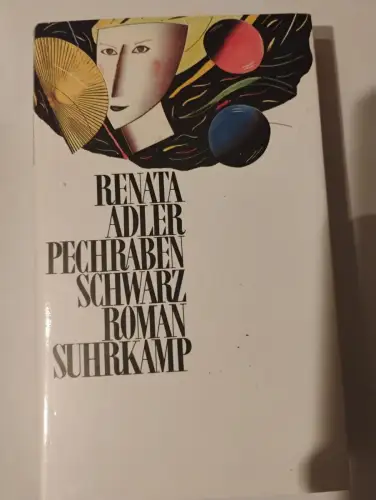 RENATA
ADLER
PECHRABEN
SCHWARZ
ROMAN
SUHRKAMP